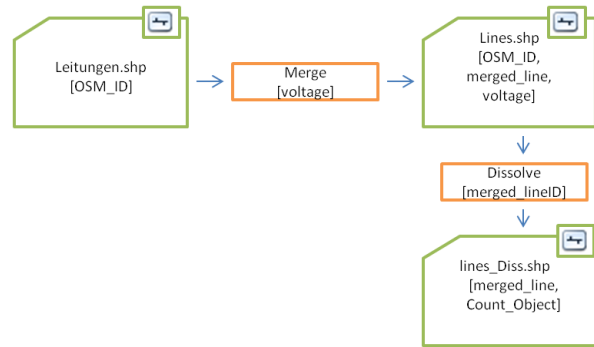 Leitungen.shp
[OSM_ID]
Merge
[voltage]
Lines.shp
[OSM_ID,
merged_line,
voltage]
Dissolve
[merged_lineID]
lines_Diss.shp
[merged_line,
Count_Object]